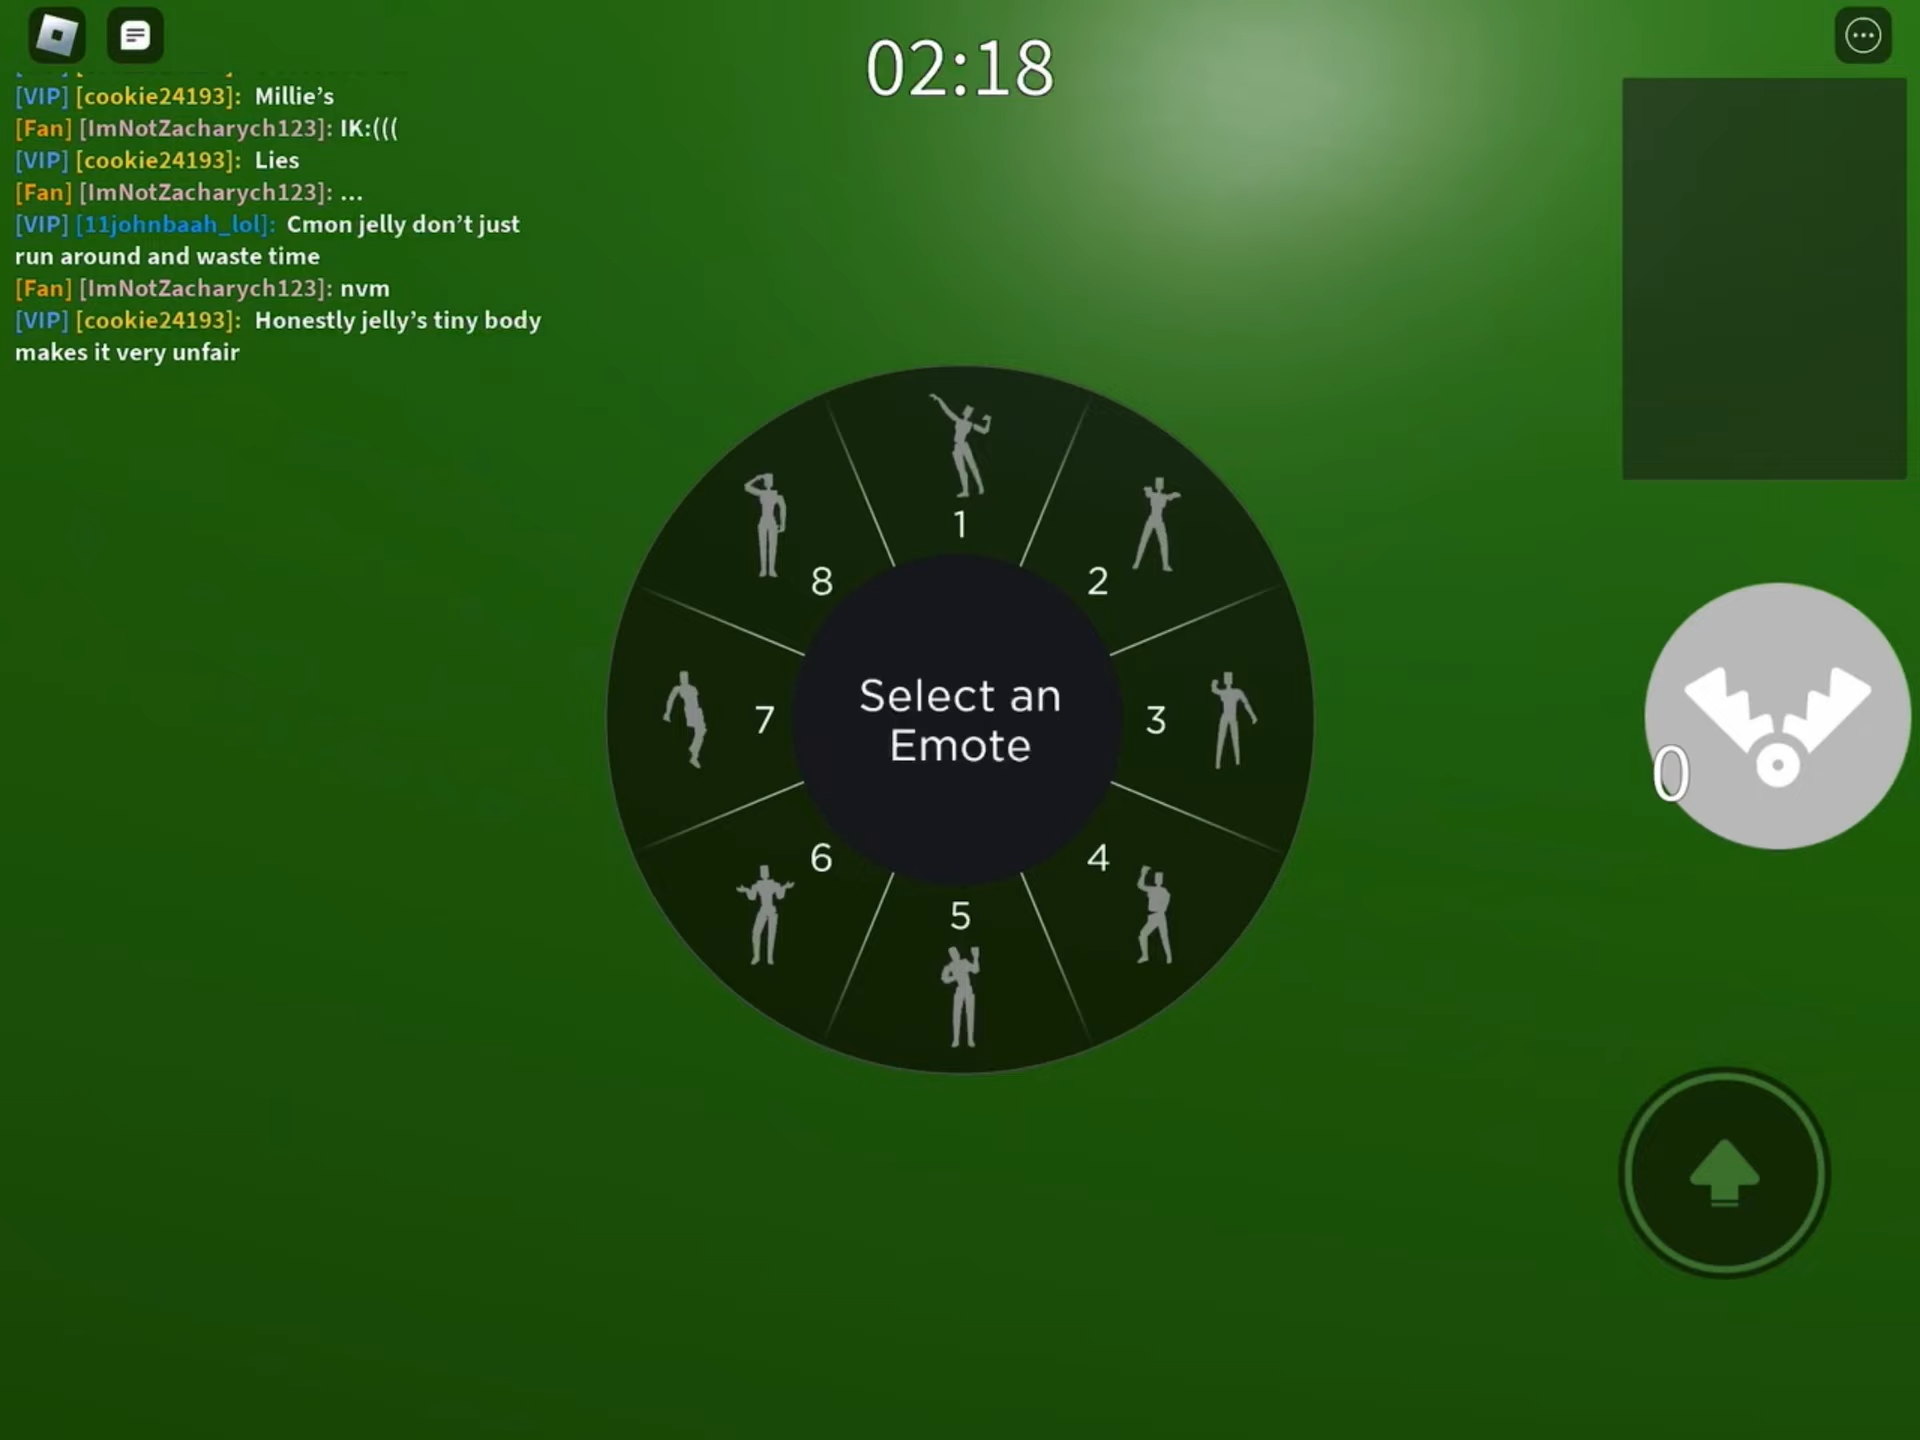 02:18
[VIP] [cookie24193]: Millie's
[Fan] [ImNotZacharych123]: IK:(((
[VIP] [cookie24193]: Lies
[Fan] [ImNotZacharych123]: ...
[VIP] [11johnbaah_lol]: Cmon jelly don't just
run around and waste time
[Fan] [ImNotZacharych123]: nvm
[VIP] [cookie24193]: Honestly jelly's tiny body
makes it very unfair
1
8
2
Select an
Emote
7
3
0
6
4
5